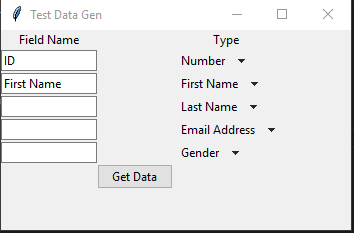 Test Data Gen
Field Name Type
ID Number
First Name First Name
Last Name
Email Address
Gender
Get Data